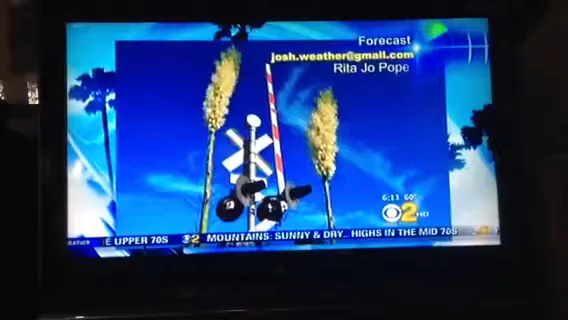 Forecast
josh.weather@gmail.com
Rita Jo Pope
6:13 60°
2 HD
E UPPER 70S 2 MOUNTAINS: SUNNY & DRY.. HIGHS IN THE MID 70S